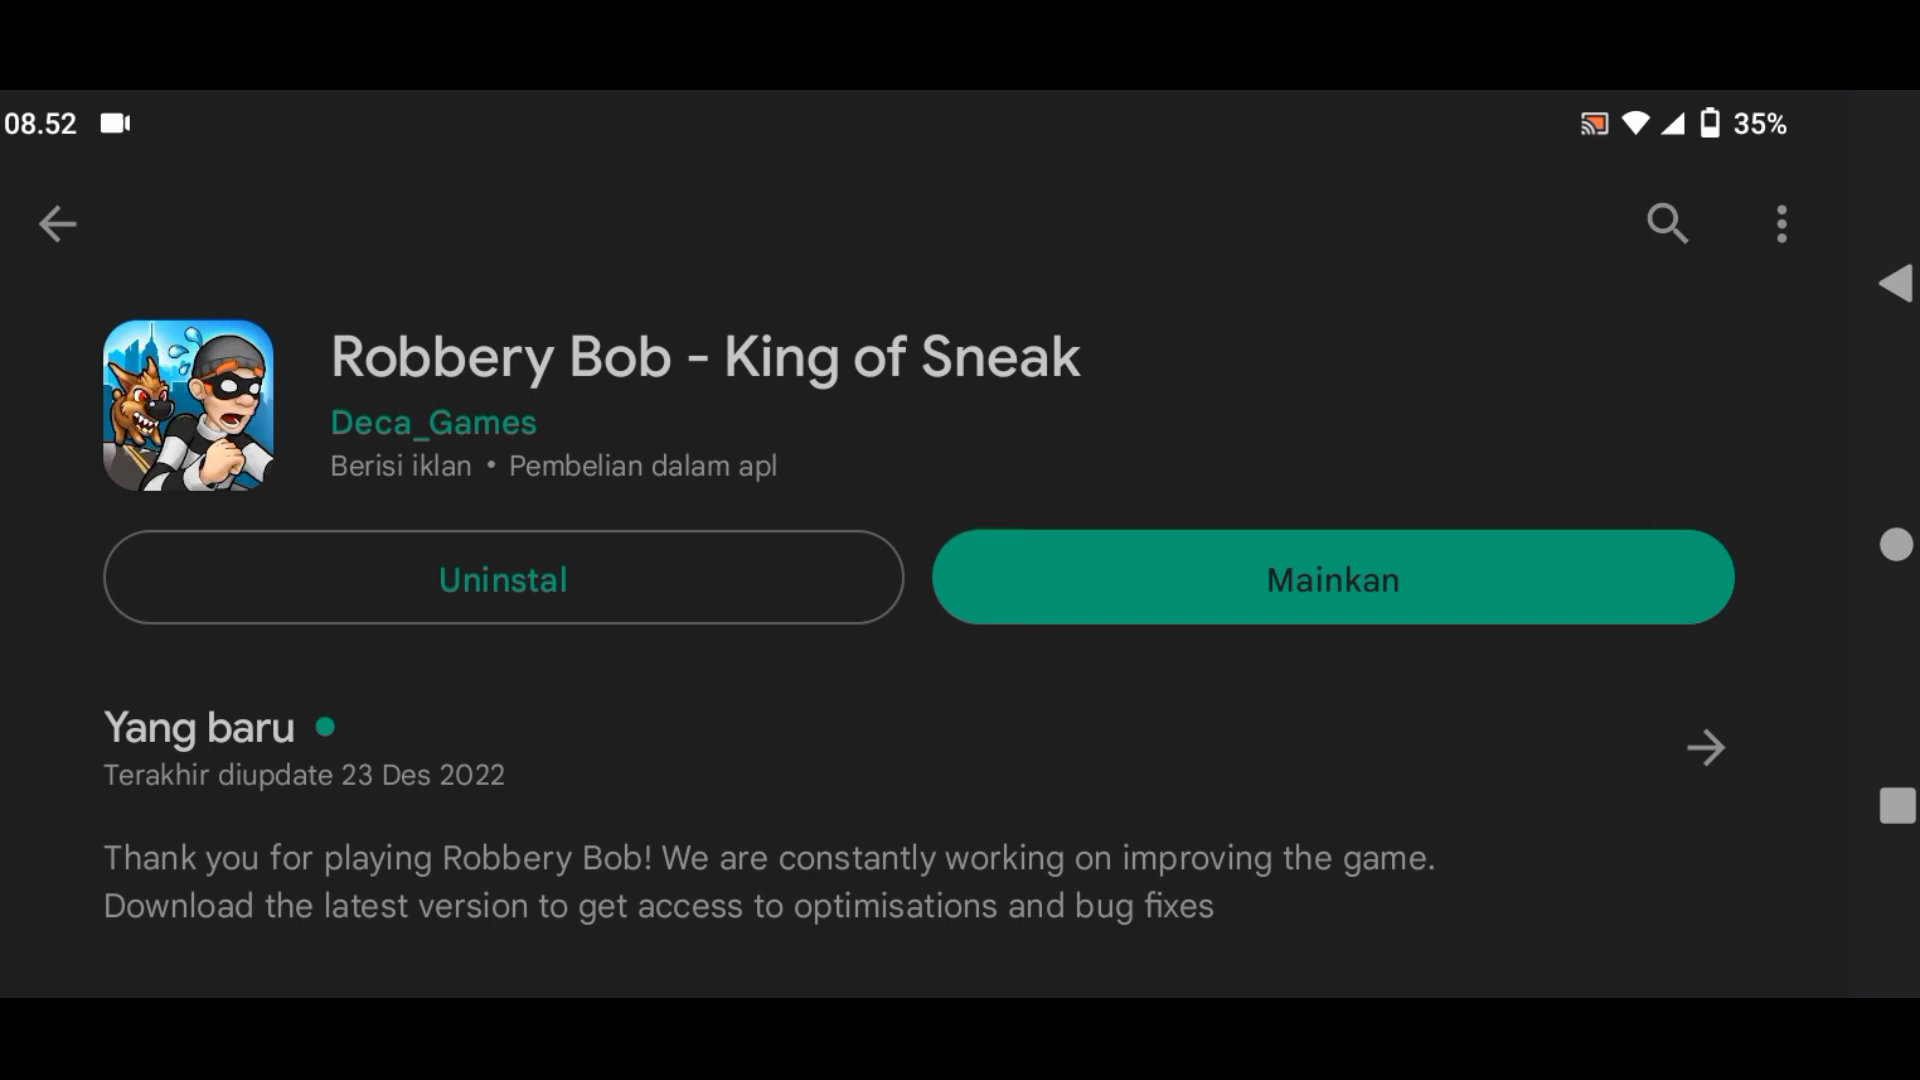 08.52
35%
Robbery Bob - King of Sneak
Deca_Games
Berisi iklan • Pembelian dalam apl
Uninstal
Mainkan
Yang baru
Terakhir diupdate 23 Des 2022
Thank you for playing Robbery Bob! We are constantly working on improving the game.
Download the latest version to get access to optimisations and bug fixes